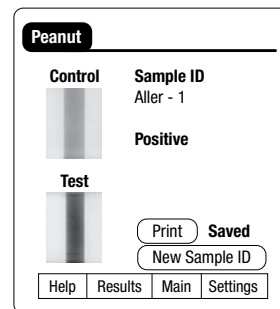 Peanut
Control
Sample ID
Aller - 1
Positive
Test
Print
Saved
New Sample ID
Help Results Main Settings